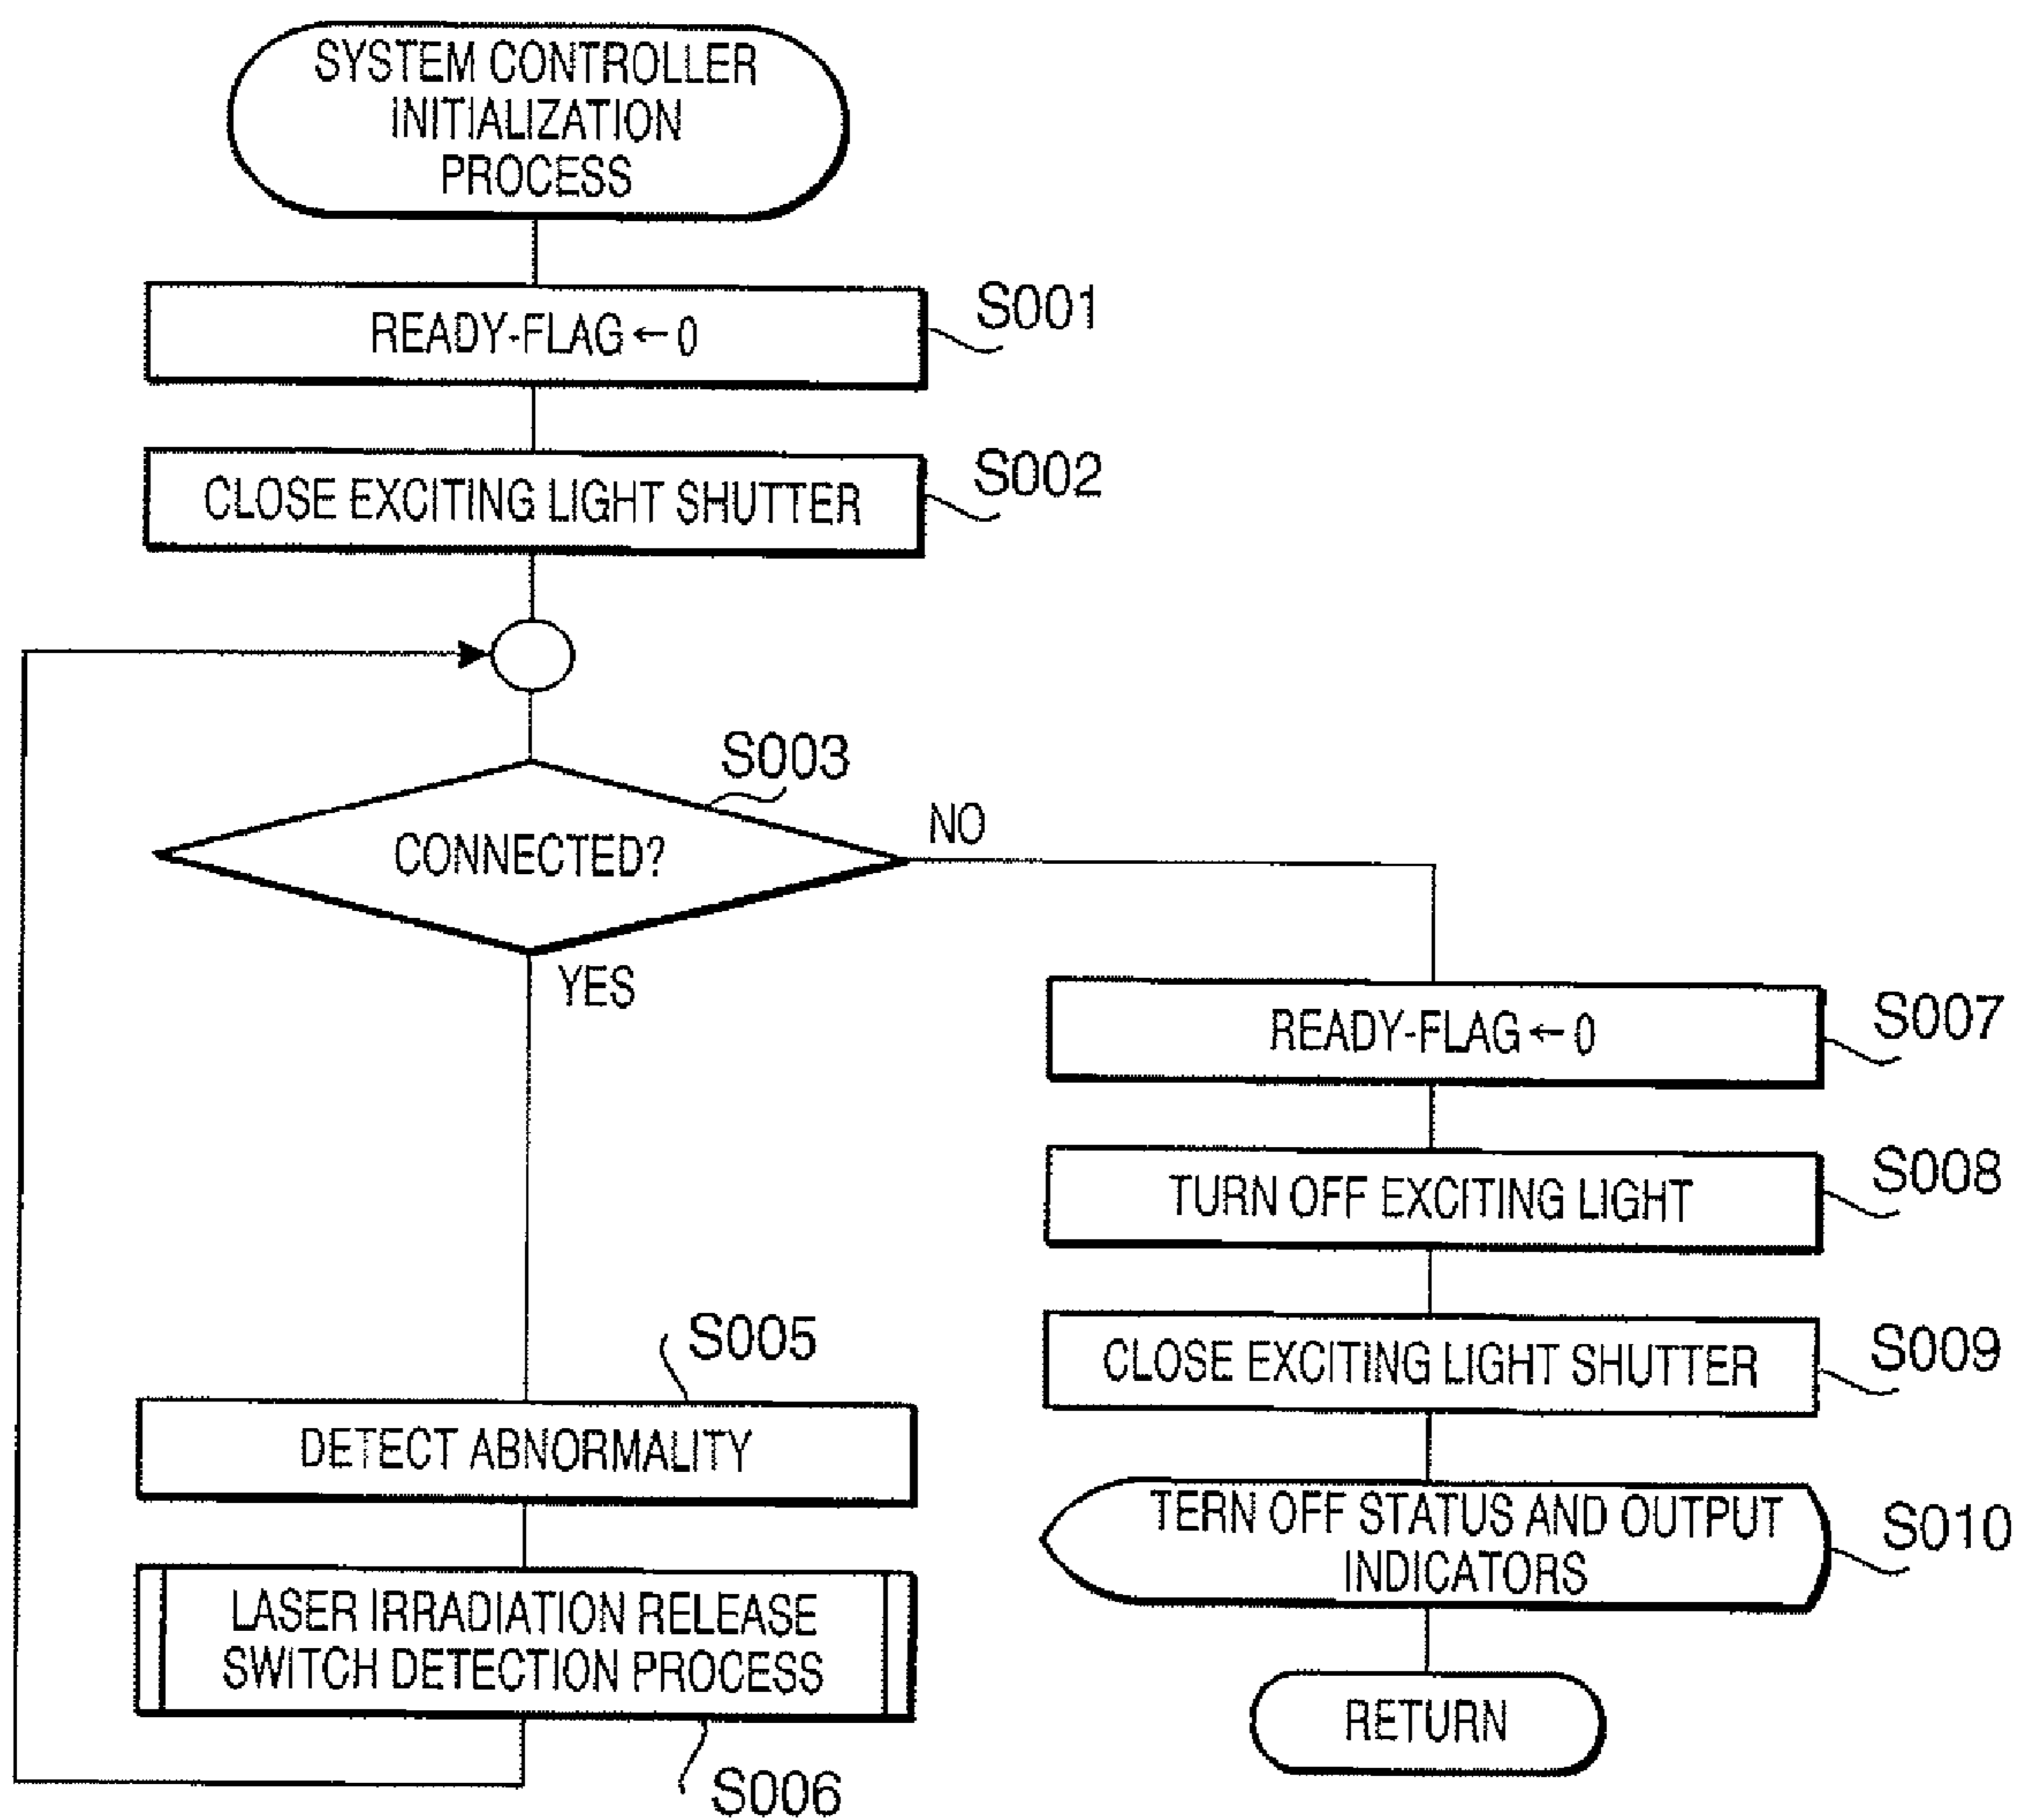 SYSTEM CONTROLLER
INITIALIZATION
PROCESS
READY-FLAG ← 0
S001
CLOSE EXCITING LIGHT SHUTTER
S002
S003
CONNECTED?
NO
YES
READY-FLAG ← 0
S007
TURN OFF EXCITING LIGHT
S008
CLOSE EXCITING LIGHT SHUTTER
S009
TERN OFF STATUS AND OUTPUT
INDICATORS
S010
RETURN
S005
DETECT ABNORMALITY
LASER IRRADIATION RELEASE
SWITCH DETECTION PROCESS
S006